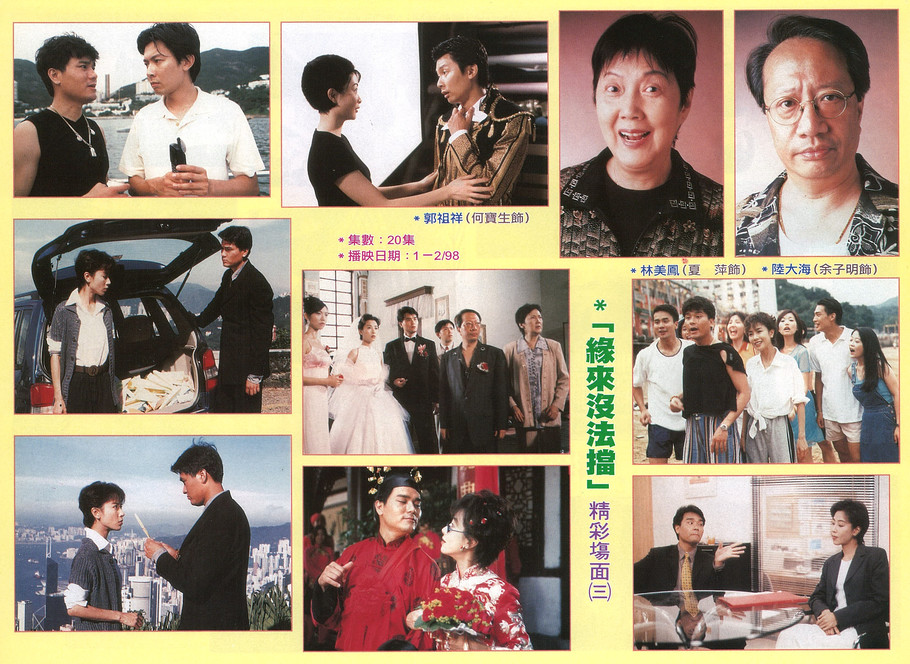 *郭祖祥(何寶生飾)
*集數:20集
*播映日期:1－2/98
*林美鳳(夏　萍飾) *陸大海(余子明飾)
*「緣來沒法擋」精彩塲面(三)